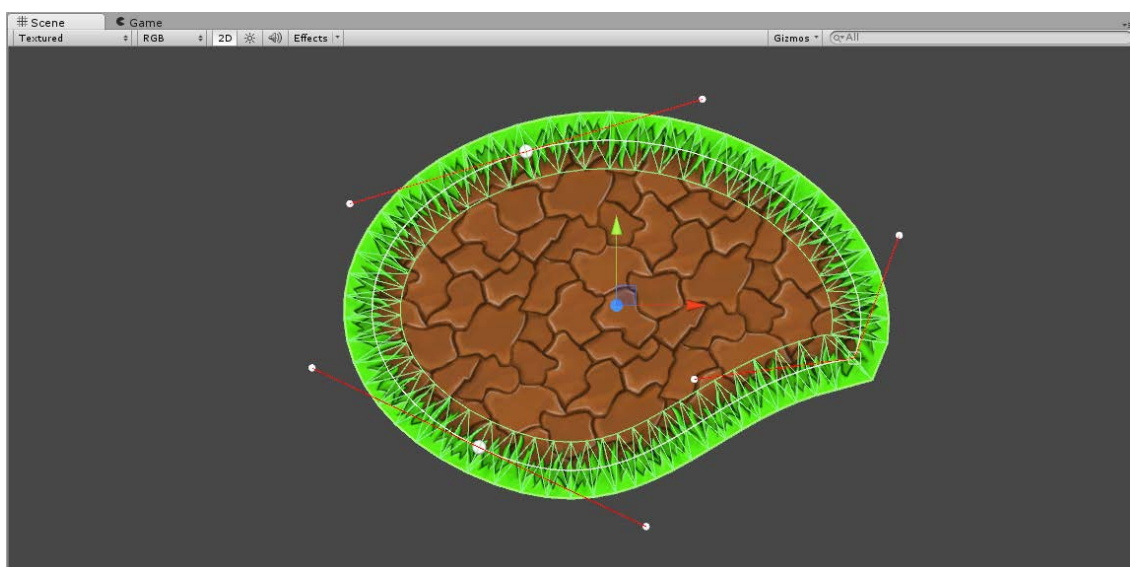 Scene
Game
Textured
RGB
2D
Effects
Gizmos
All